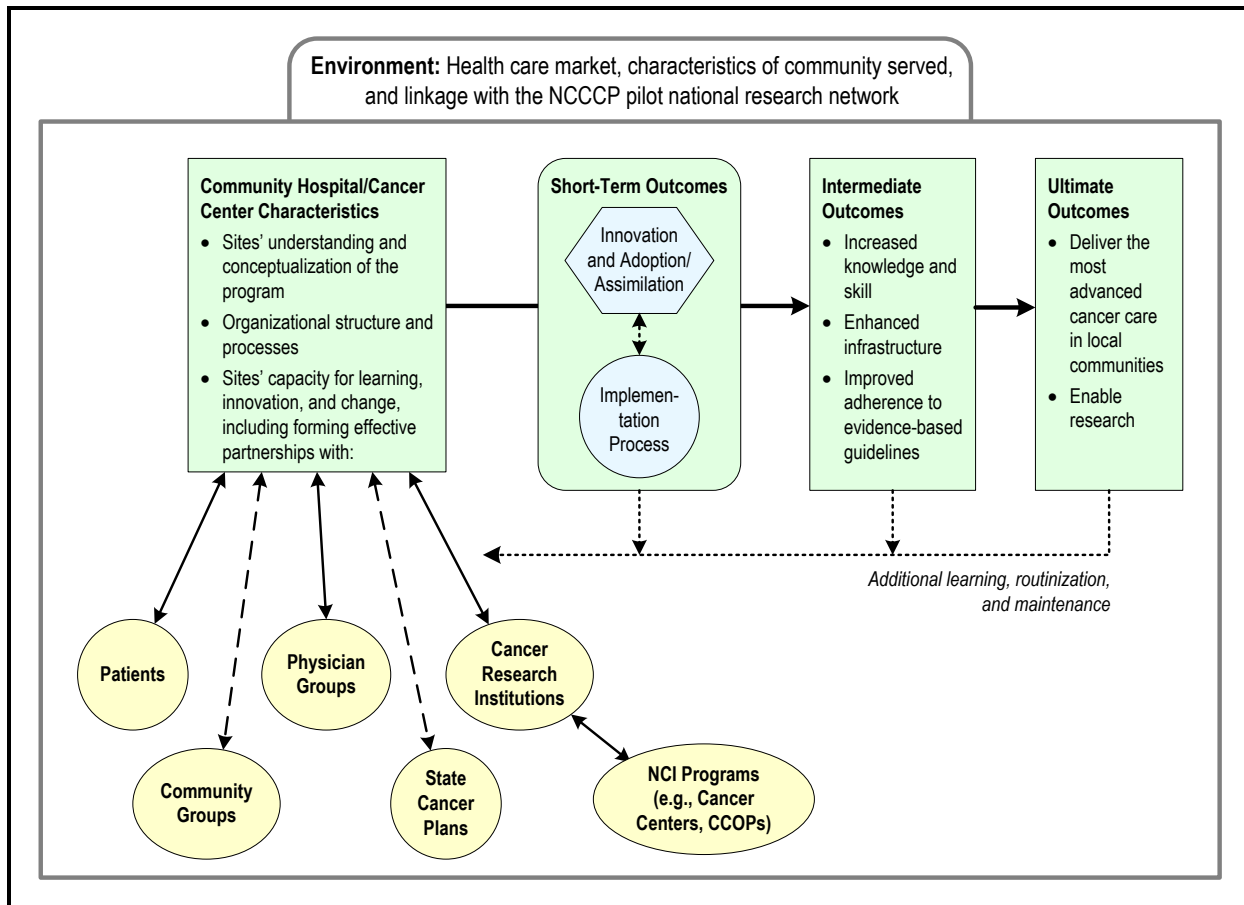 Environment: Health care market, characteristics of community served,
and linkage with the NCCCP pilot national research network
Community Hospital/Cancer
Center Characteristics
• Sites’ understanding and
conceptualization of the
program
• Organizational structure and
processes
• Sites’ capacity for learning,
innovation, and change,
including forming effective
partnerships with:
Short-Term Outcomes
Innovation
and Adoption/
Assimilation
Implemen-
tation
Process
Intermediate
Outcomes
• Increased
knowledge and
skill
• Enhanced
infrastructure
• Improved
adherence to
evidence-based
guidelines
Ultimate
Outcomes
• Deliver the
most
advanced
cancer care
in local
communities
• Enable
research
Additional learning, routinization,
and maintenance
Patients
Physician
Groups
Cancer
Research
Institutions
Community
Groups
State
Cancer
Plans
NCI Programs
(e.g., Cancer
Centers, CCOPs)